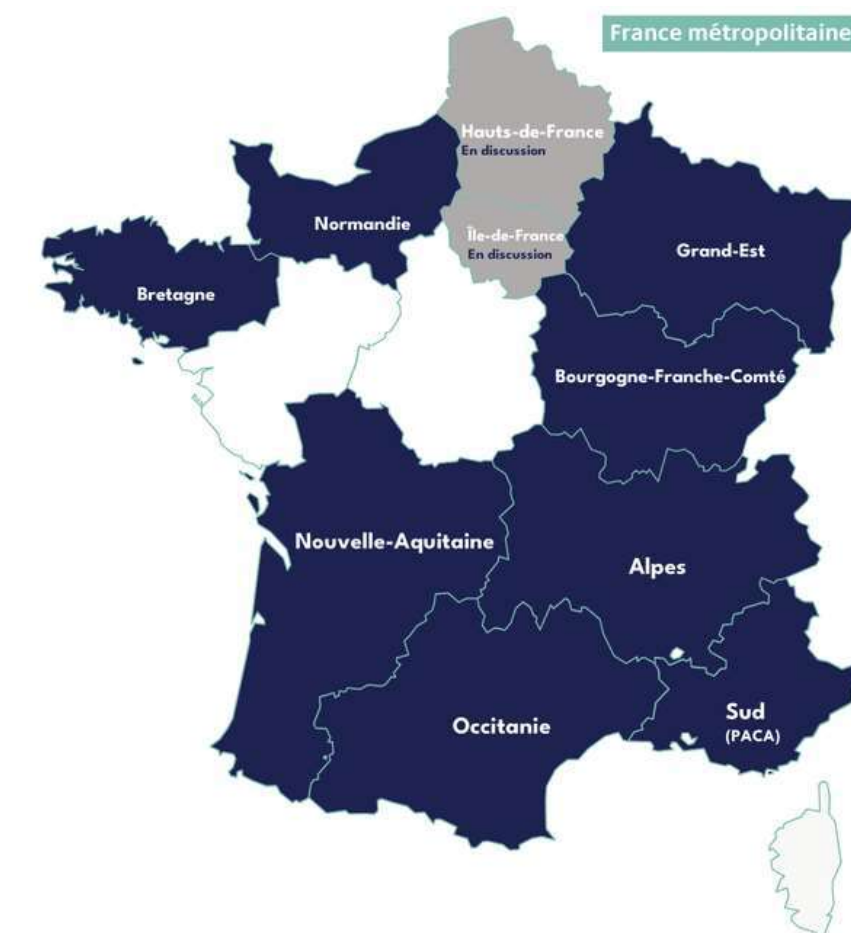 France métropolitaine
Hauts-de-France
En discussion
Normandie
Île-de-France
En discussion
Grand-Est
Bretagne
Bourgogne-Franche-Comté
Nouvelle-Aquitaine
Alpes
Sud
(PACA)
Occitanie